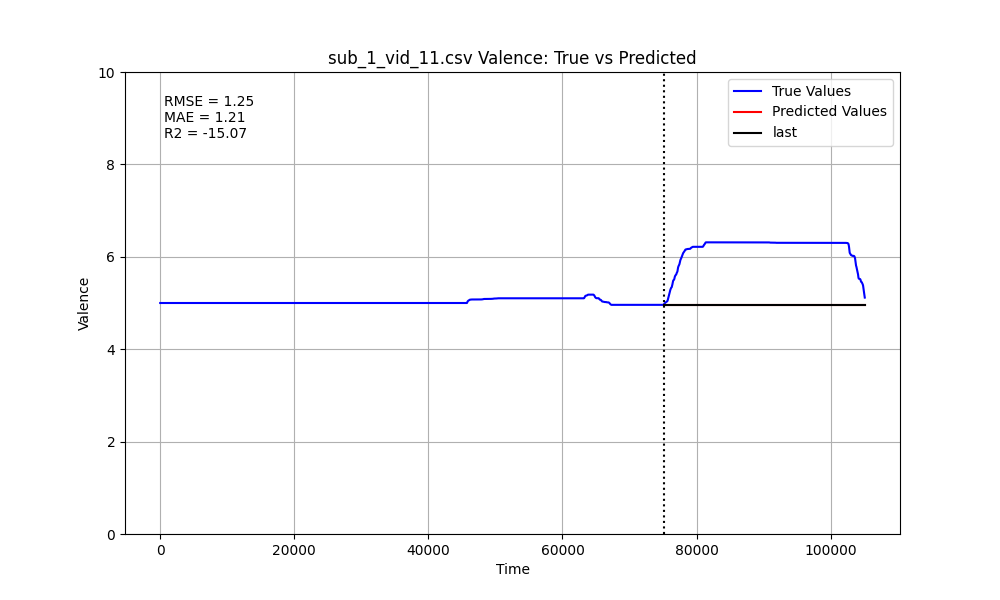 sub_1_vid_11.csv Valence: True vs Predicted
RMSE = 1.25
MAE = 1.21
R2 = -15.07
True Values
Predicted Values
last
10
8
6
4
2
0
Valence
0
20000
40000
60000
80000
100000
Time